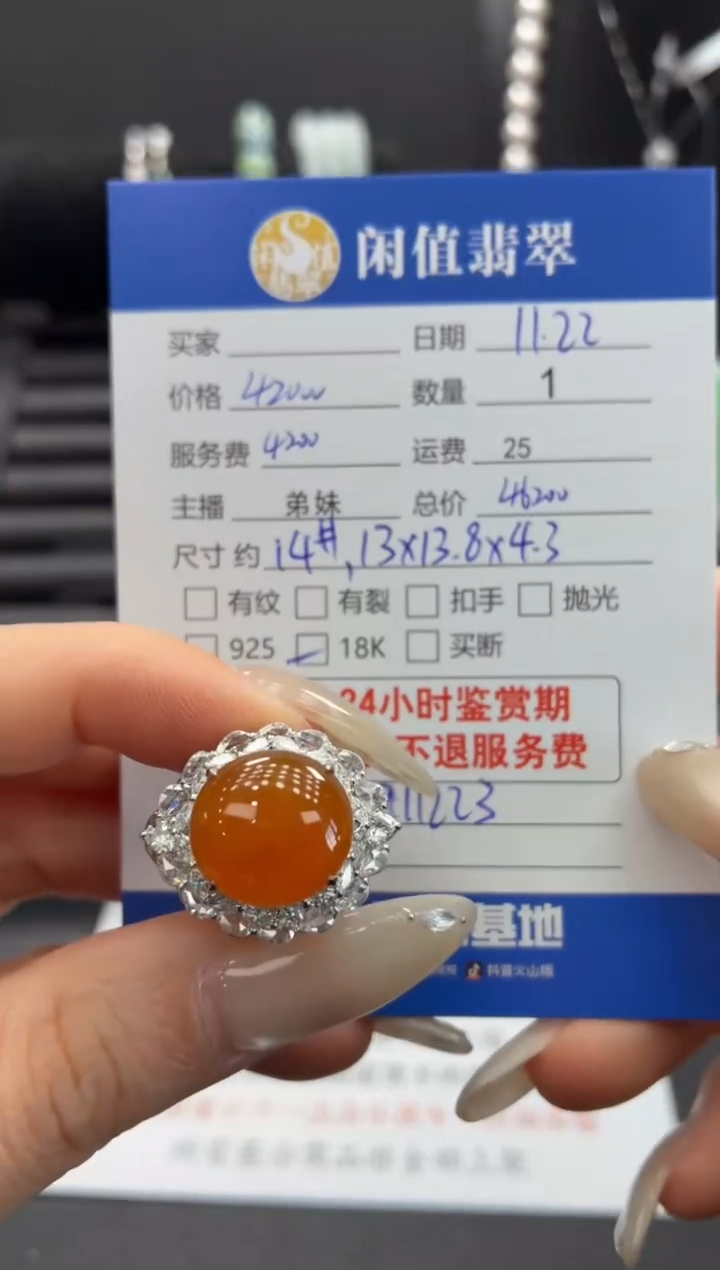 闲值翡翠
买家 日期 11.22
价格 42000 数量 1
服务费 4200 运费 25
主播 弟妹 总价 46200
尺寸 约 14#,13x13.8x4.3
有纹 有裂 扣手 抛光
925 18K 买断
24小时鉴赏期
不退服务费
11223
基地
抖音火山版